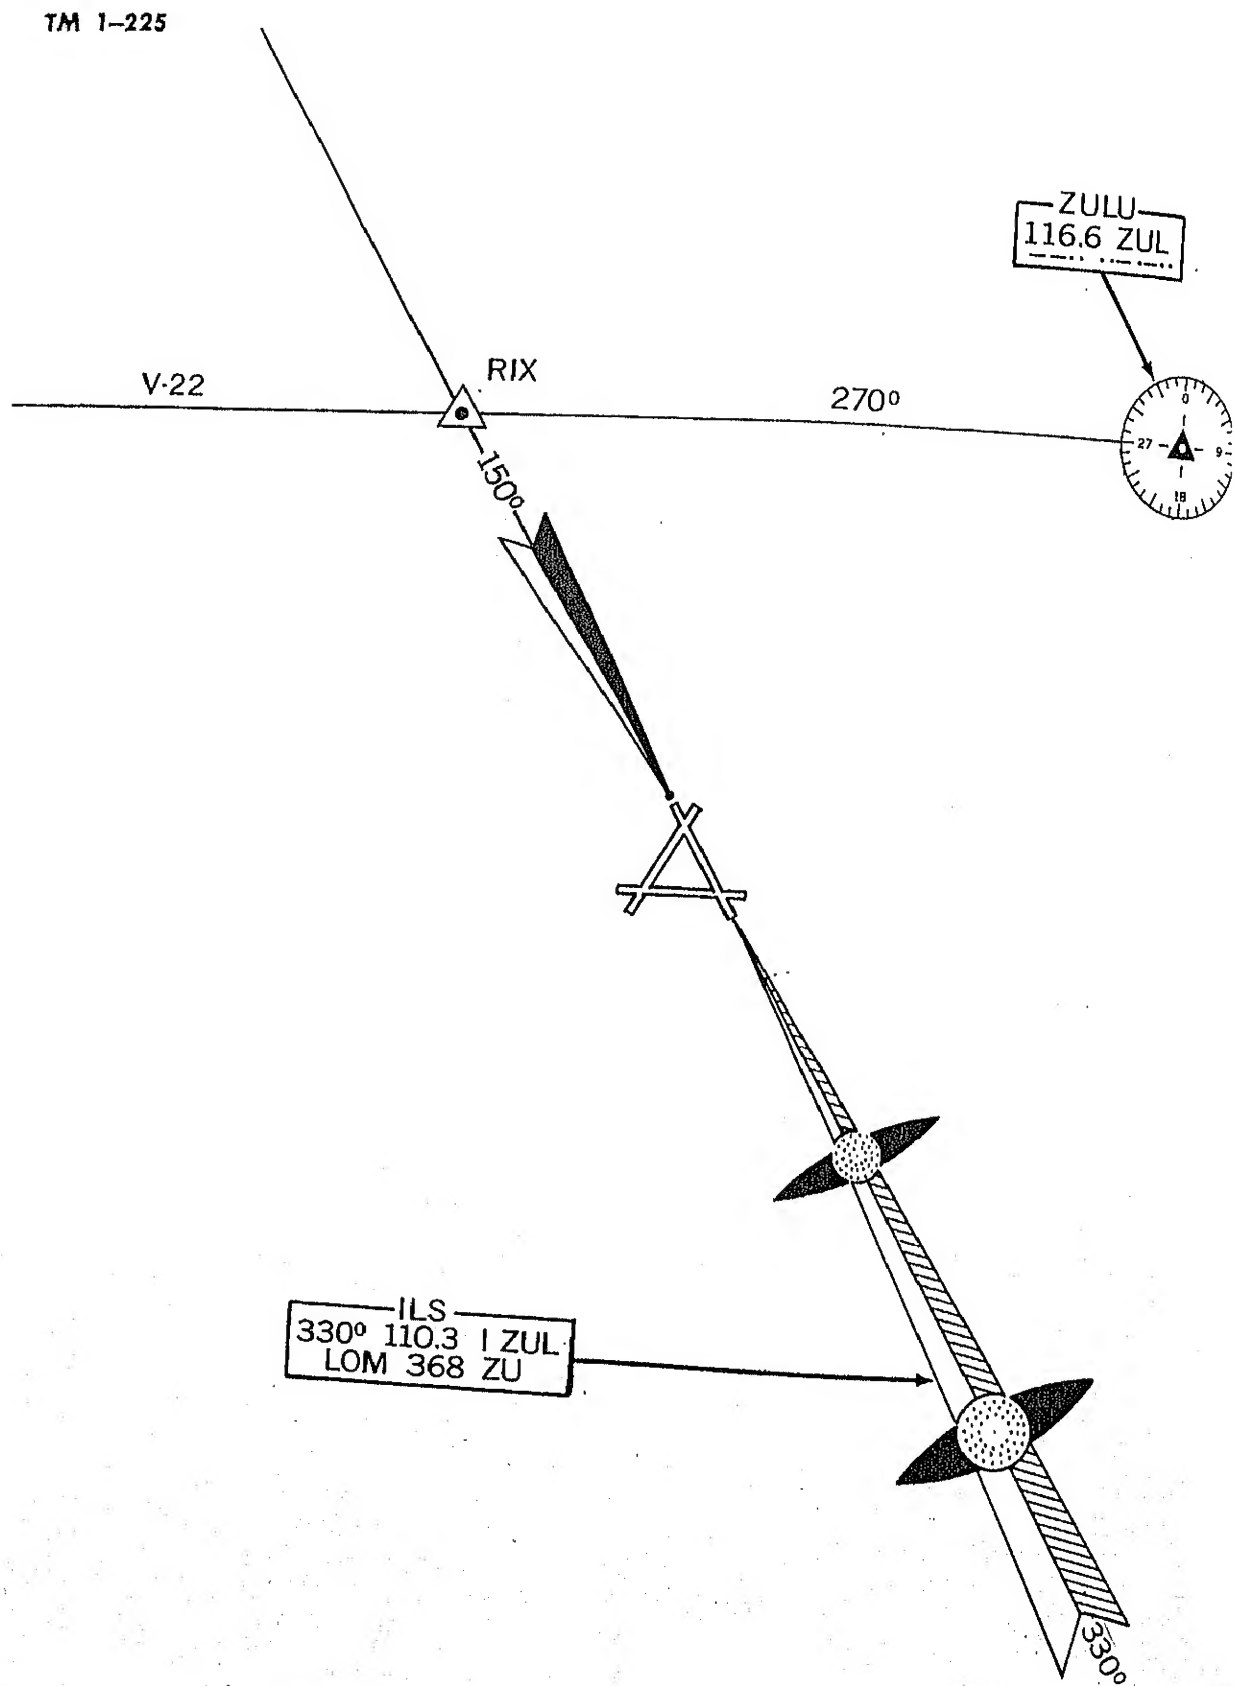 TM 1-225
ZULU
116.6 ZUL
RIX
V-22
270°
0
27
9
18
150°
ILS
330° 110.3 I ZUL
LOM 368 ZU
330°